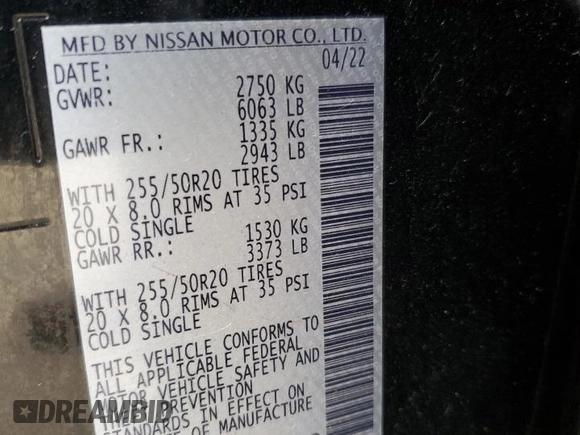 MFD BY NISSAN MOTOR CO., LTD.
DATE: 04/22
GVWR: 2750 KG
6063 LB
GAWR FR.: 1335 KG
2943 LB
WITH 255/50R20 TIRES
20 X 8.0 RIMS AT 35 PSI
COLD SINGLE
GAWR RR.: 1530 KG
3373 LB
WITH 255/50R20 TIRES
20 X 8.0 RIMS AT 35 PSI
COLD SINGLE
THIS VEHICLE CONFORMS TO
ALL APPLICABLE FEDERAL
MOTOR VEHICLE SAFETY AND
THEFT PREVENTION
STANDARDS IN EFFECT ON
OF MANUFACTURE
DREAMBID